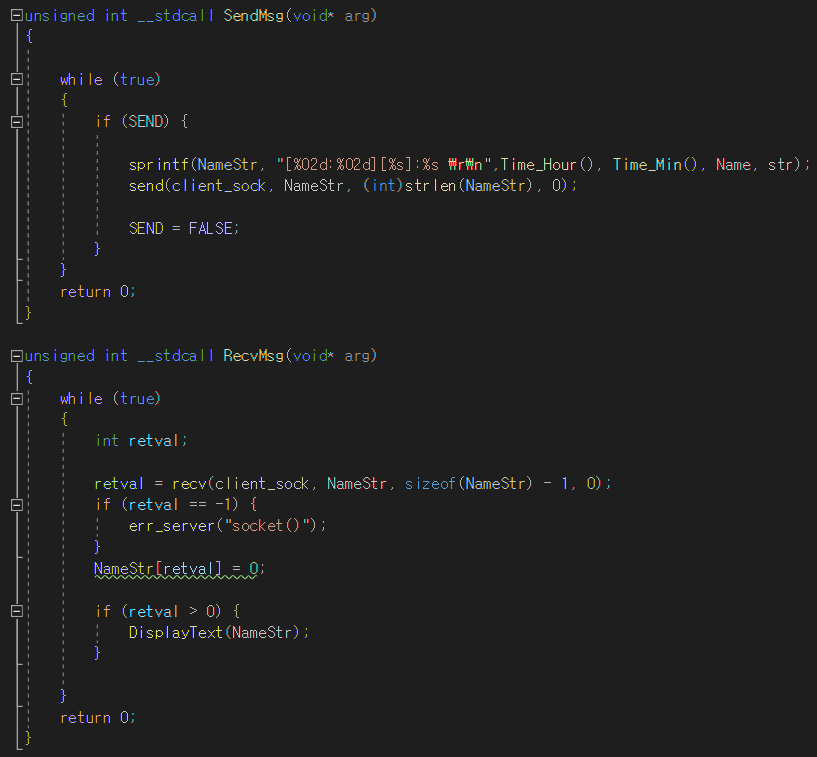 unsigned int __stdcall SendMsg(void* arg)
{
while (true)
{
if (SEND) {
sprintf(NameStr, "[%02d:%02d][%s]:%s ₩r₩n",Time_Hour(), Time_Min(), Name, str);
send(client_sock, NameStr, (int)strlen(NameStr), 0);
SEND = FALSE;
}
}
return 0;
}
unsigned int __stdcall RecvMsg(void* arg)
{
while (true)
{
int retval;
retval = recv(client_sock, NameStr, sizeof(NameStr) - 1, 0);
if (retval == -1) {
err_server("socket()");
}
NameStr[retval] = 0;
if (retval > 0) {
DisplayText(NameStr);
}
}
return 0;
}